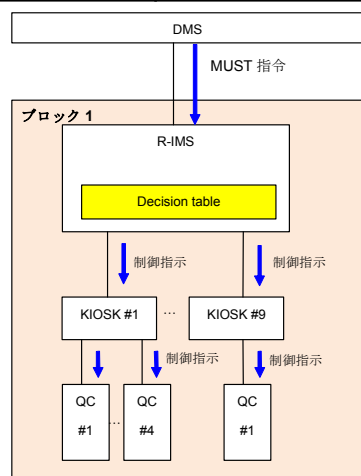 DMS
MUST 指令
ブロック 1
R-IMS
Decision table
制御指示
制御指示
KIOSK #1
…
KIOSK #9
制御指示
制御指示
QC
#1
…
QC
#4
QC
#1